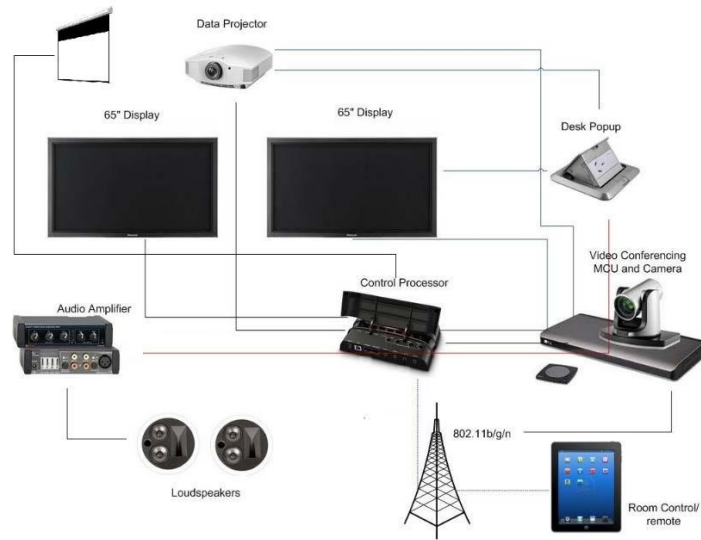 Data Projector
65" Display
65" Display
Desk Popup
Video Conferencing
MCU and Camera
Control Processor
Audio Amplifier
802.11b/g/n
Loudspeakers
Room Control/
remote